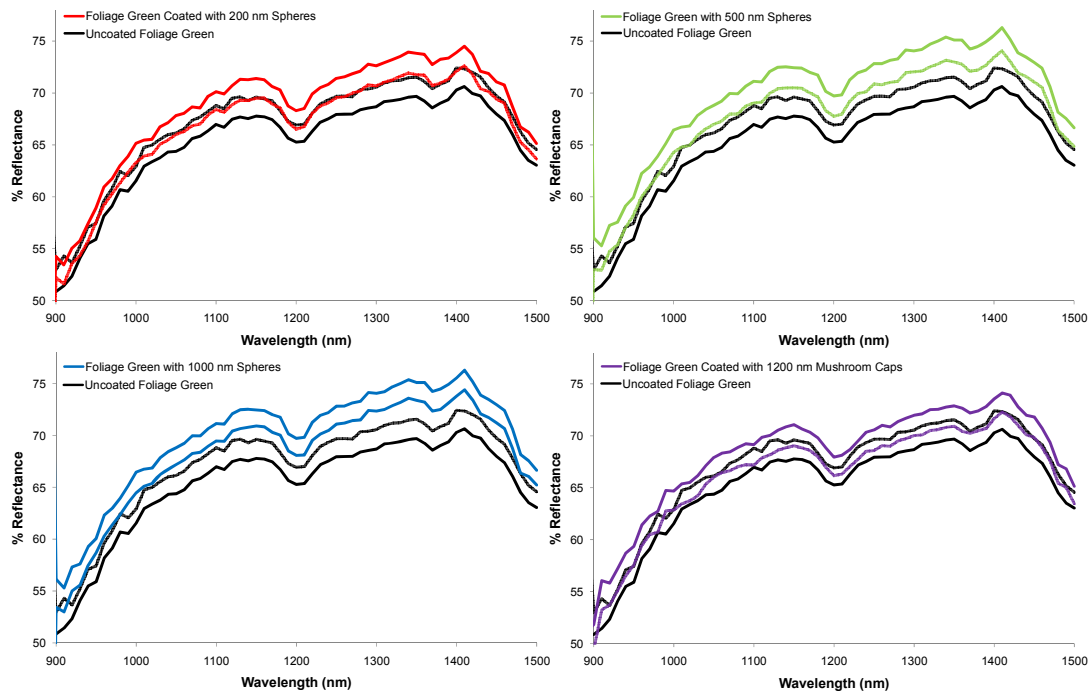 Foliage Green Coated with 200 nm Spheres
Uncoated Foliage Green
75
70
65
60
55
50
% Reflectance
900 1000 1100 1200 1300 1400 1500
Wavelength (nm)
Foliage Green with 500 nm Spheres
Uncoated Foliage Green
75
70
65
60
55
50
% Reflectance
900 1000 1100 1200 1300 1400 1500
Wavelength (nm)
Foliage Green with 1000 nm Spheres
Uncoated Foliage Green
75
70
65
60
55
50
% Reflectance
900 1000 1100 1200 1300 1400 1500
Wavelength (nm)
Foliage Green Coated with 1200 nm Mushroom Caps
Uncoated Foliage Green
75
70
65
60
55
50
% Reflectance
900 1000 1100 1200 1300 1400 1500
Wavelength (nm)